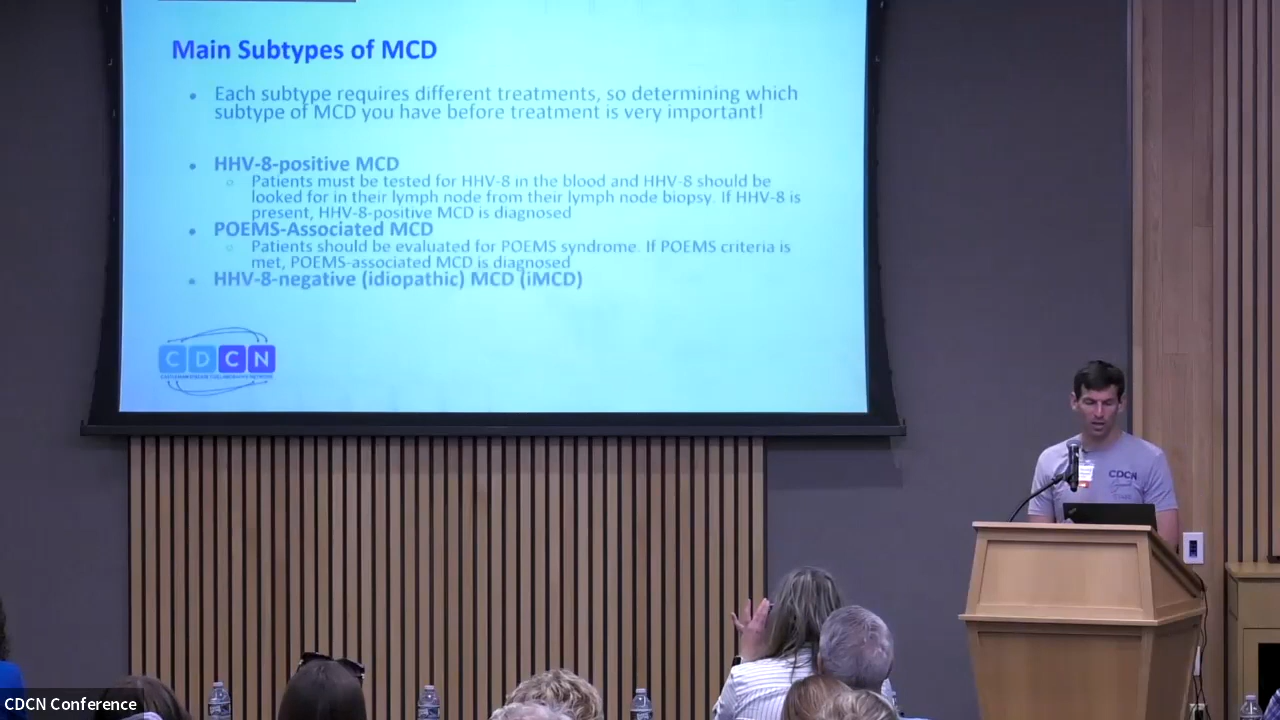 Main Subtypes of MCD
Each subtype requires different treatments, so determining which
subtype of MCD you have before treatment is very important!
HHV-8-positive MCD
Patients must be tested for HHV-8 in the blood and HHV-8 should be
looked for in their lymph node from their lymph node biopsy. If HHV-8 is
present, HHV-8-positive MCD is diagnosed
POEMS-Associated MCD
Patients should be evaluated for POEMS syndrome. If POEMS criteria is
met, POEMS-associated MCD is diagnosed
HHV-8-negative (idiopathic) MCD (iMCD)
CDCN
CDCN
CDCN Conference